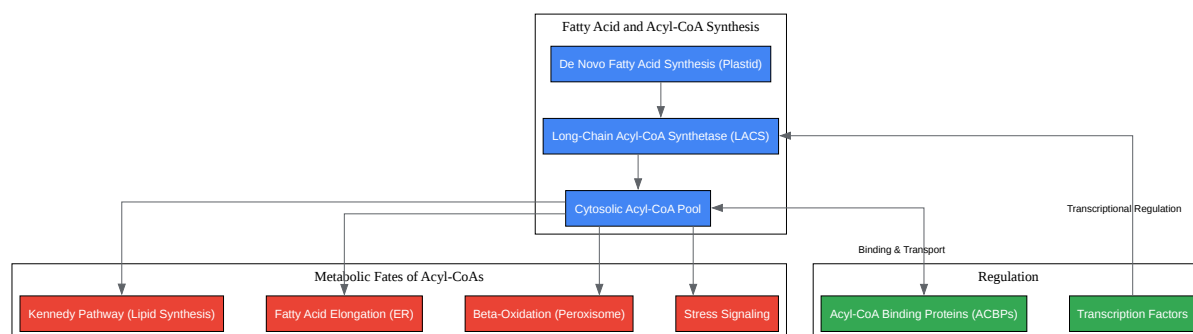 Fatty Acid and Acyl-CoA Synthesis
De Novo Fatty Acid Synthesis (Plastid)
Long-Chain Acyl-CoA Synthetase (LACS)
Cytosolic Acyl-CoA Pool
Transcriptional Regulation
Binding & Transport
Metabolic Fates of Acyl-CoAs
Kennedy Pathway (Lipid Synthesis)
Fatty Acid Elongation (ER)
Beta-Oxidation (Peroxisome)
Stress Signaling
Regulation
Acyl-CoA Binding Proteins (ACBPs)
Transcription Factors